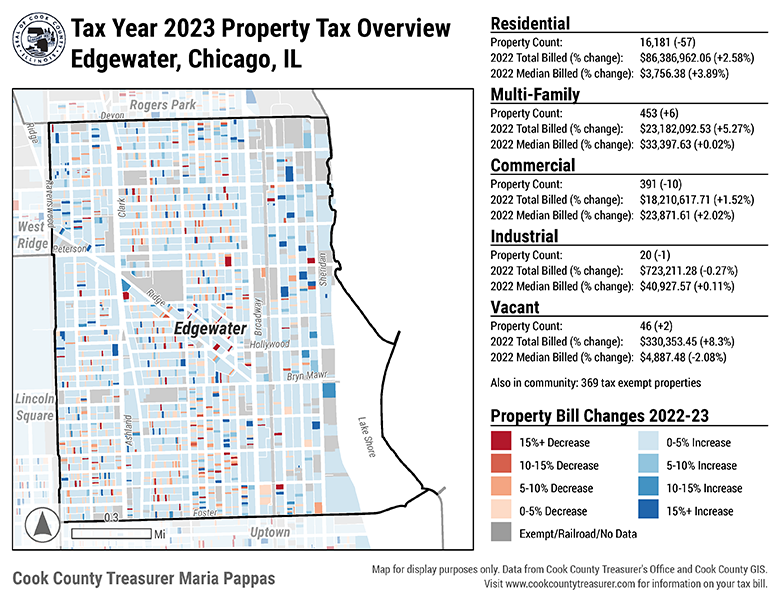 SEAL OF COOK COUNTY
ILLINOIS
Tax Year 2023 Property Tax Overview
Edgewater, Chicago, IL
Rogers Park
Devon
Ridge
Ravenswood
Clark
West
Ridge
Peterson
Sheridan
Ridge
Broadway
Edgewater
Hollywood
Bryn Mawr
Lincoln
Square
Ashland
Lake Shore
Foster
0.3
Mi
Uptown
Residential
Property Count: 16,181 (-57)
2022 Total Billed (% change): $86,386,962.06 (+2.58%)
2022 Median Billed (% change): $3,756.38 (+3.89%)
Multi-Family
Property Count: 453 (+6)
2022 Total Billed (% change): $23,182,092.53 (+5.27%)
2022 Median Billed (% change): $33,397.63 (+0.02%)
Commercial
Property Count: 391 (-10)
2022 Total Billed (% change): $18,210,617.71 (+1.52%)
2022 Median Billed (% change): $23,871.61 (+2.02%)
Industrial
Property Count: 20 (-1)
2022 Total Billed (% change): $723,211.28 (-0.27%)
2022 Median Billed (% change): $40,927.57 (+0.11%)
Vacant
Property Count: 46 (+2)
2022 Total Billed (% change): $330,353.45 (+8.3%)
2022 Median Billed (% change): $4,887.48 (-2.08%)
Also in community: 369 tax exempt properties
Property Bill Changes 2022-23
15%+ Decrease
10-15% Decrease
5-10% Decrease
0-5% Decrease
Exempt/Railroad/No Data
0-5% Increase
5-10% Increase
10-15% Increase
15%+ Increase
Cook County Treasurer Maria Pappas
Map for display purposes only. Data from Cook County Treasurer's Office and Cook County GIS.
Visit www.cookcountytreasurer.com for information on your tax bill.